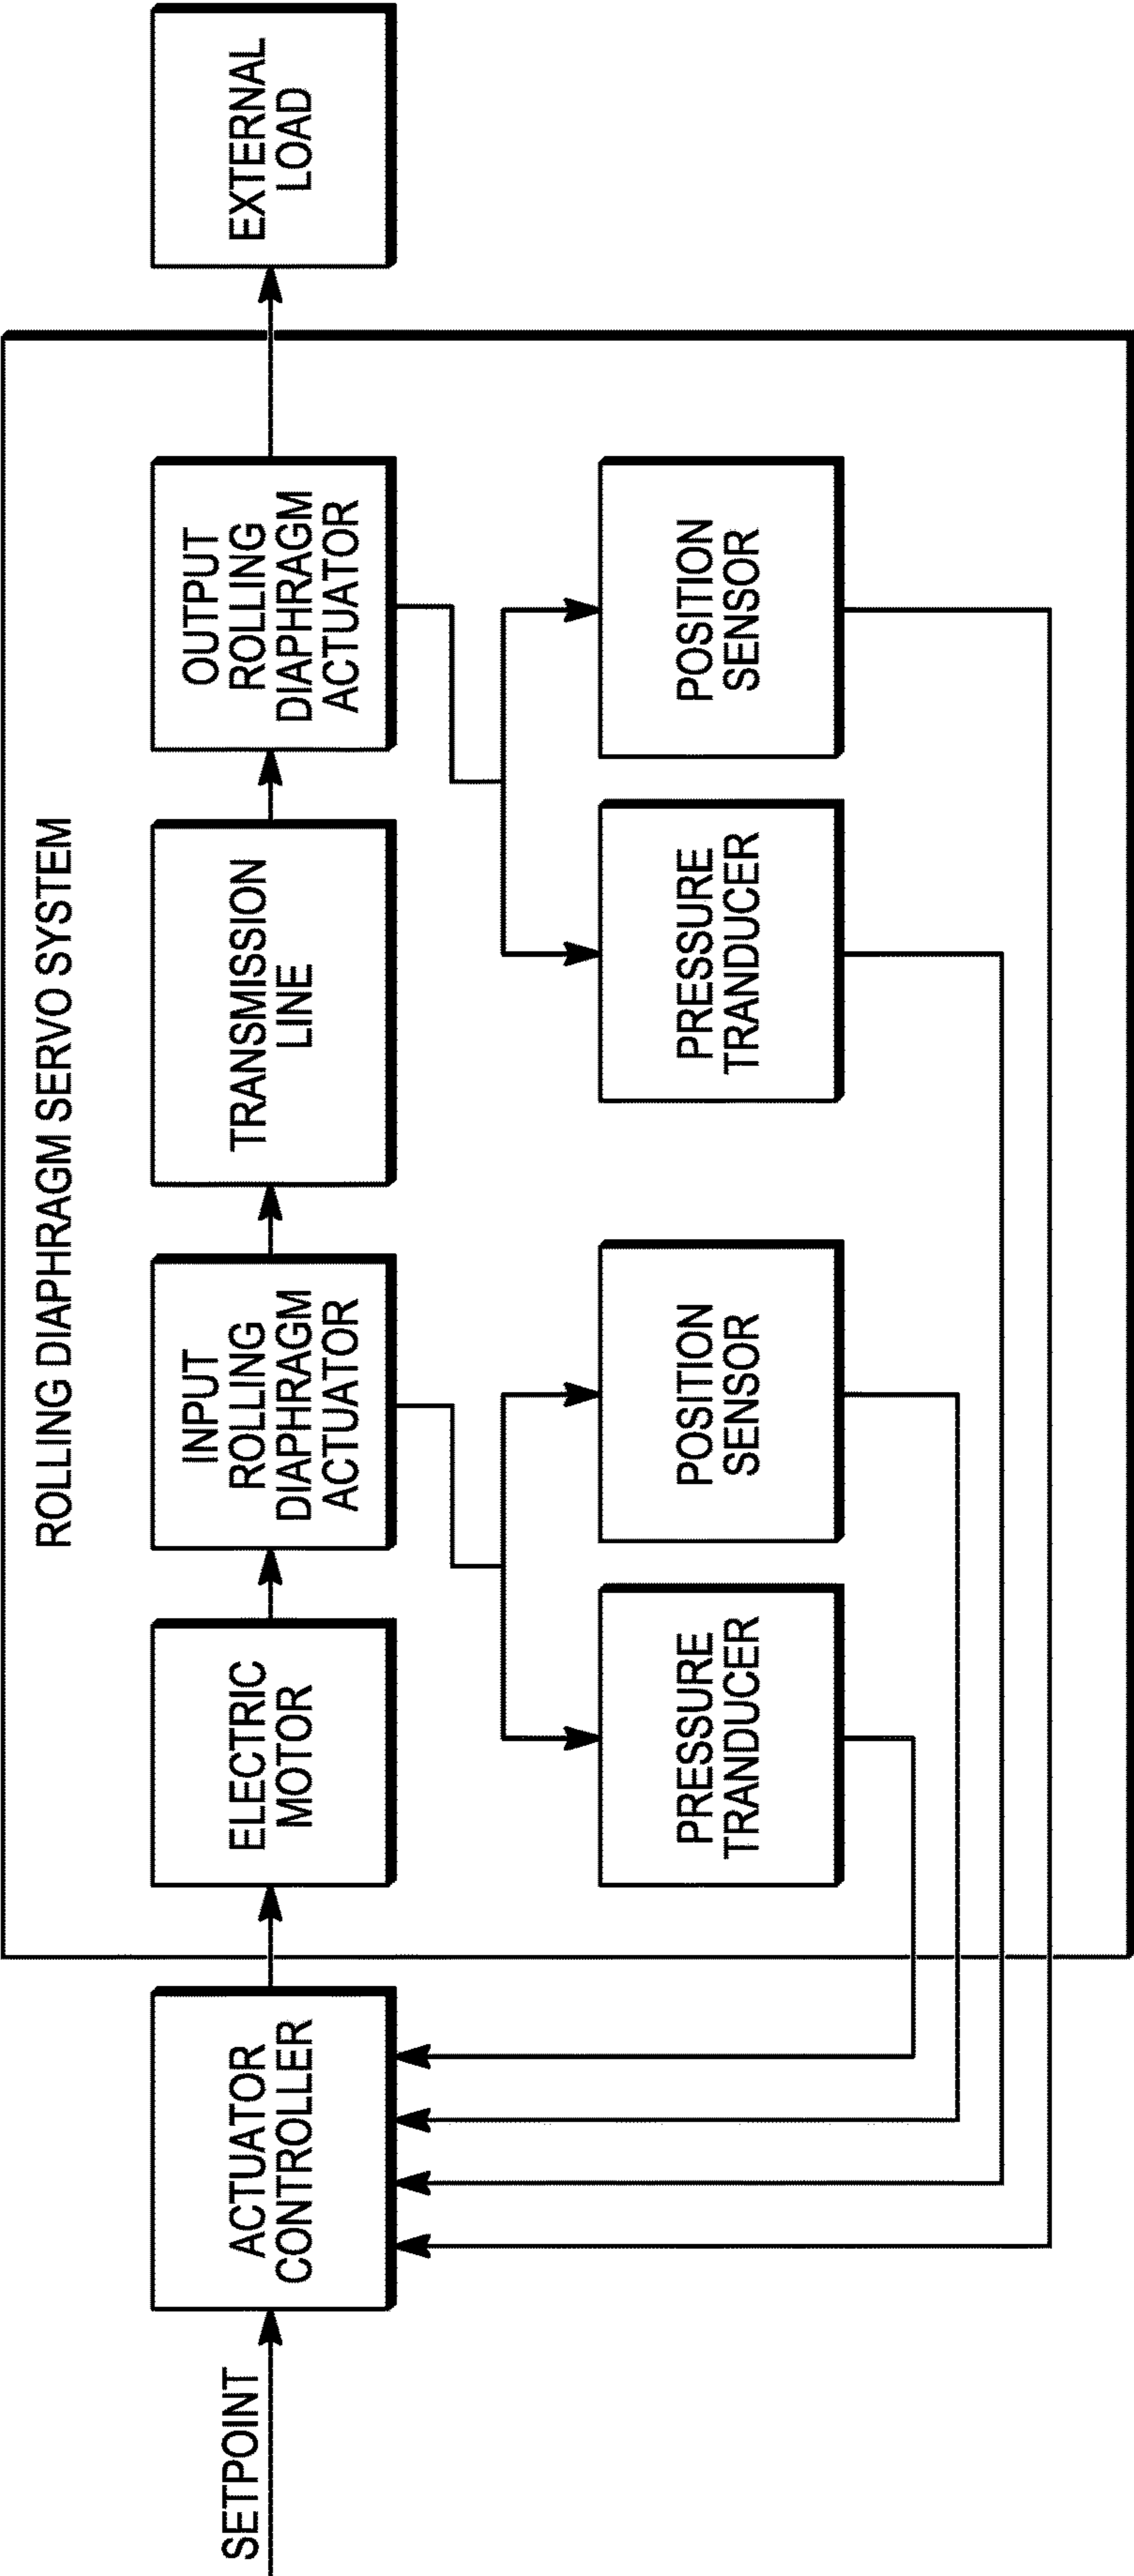 ROLLING DIAPHRAGM SERVO SYSTEM
SETPOINT
ACTUATOR
CONTROLLER
ELECTRIC
MOTOR
INPUT
ROLLING
DIAPHRAGM
ACTUATOR
TRANSMISSION
LINE
OUTPUT
ROLLING
DIAPHRAGM
ACTUATOR
EXTERNAL
LOAD
PRESSURE
TRANDUCER
POSITION
SENSOR
PRESSURE
TRANDUCER
POSITION
SENSOR